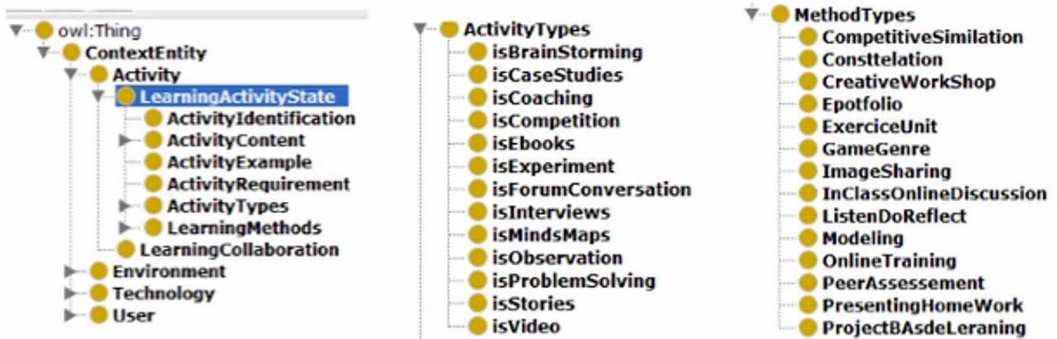 owl:Thing
ContextEntity
Activity
LearningActivityState
ActivityIdentification
ActivityContent
ActivityExample
ActivityRequirement
ActivityTypes
LearningMethods
LearningCollaboration
Environment
Technology
User
ActivityTypes
isBrainStorming
isCaseStudies
isCoaching
isCompetition
isEbooks
isExperiment
isForumConversation
isInterviews
isMindsMaps
isObservation
isProblemSolving
isStories
isVideo
MethodTypes
CompetitiveSimilation
Consttelation
CreativeWorkShop
Epotfolio
ExerciceUnit
GameGenre
ImageSharing
InClassOnlineDiscussion
ListenDoReflect
Modeling
OnlineTraining
PeerAssessement
PresentingHomeWork
ProjectBAsdeLeraning